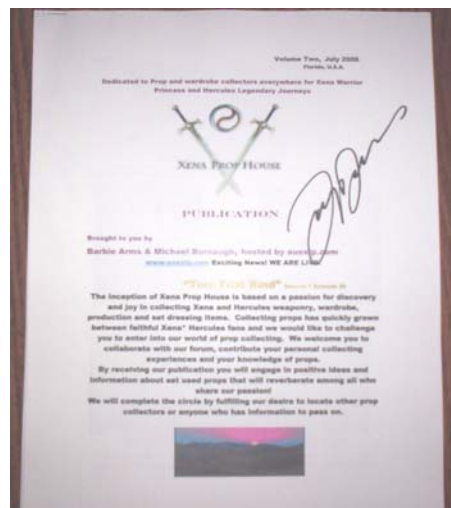 Volume Two, July 2008
Florida, U.S.A.
Dedicated to Prop and wardrobe collectors everywhere for Xena Warrior
Princess and Hercules Legendary Journeys
XENA PROP HOUSE
PUBLICATION
Brought to you by
Barbie Arms & Michael, hosted by
Exciting News! WE ARE LIVE
The inception of Xena Prop House is based on a passion for discovery
and joy in collecting Xena and Hercules weaponry, wardrobe,
production and set dressing items. Collecting props has quickly grown
between faithful Xena* Hercules fans and we would like to challenge
you to enter into our world of prop collecting. We welcome you to
collaborate with our forum, contribute your personal collecting
experiences and your knowledge of props.
By receiving our publication you will engage in positive ideas and
information about set used props that will reverberate among all who
share our passion!
We will complete the circle by fulfilling our desire to locate other prop
collectors or anyone who has information to pass on.